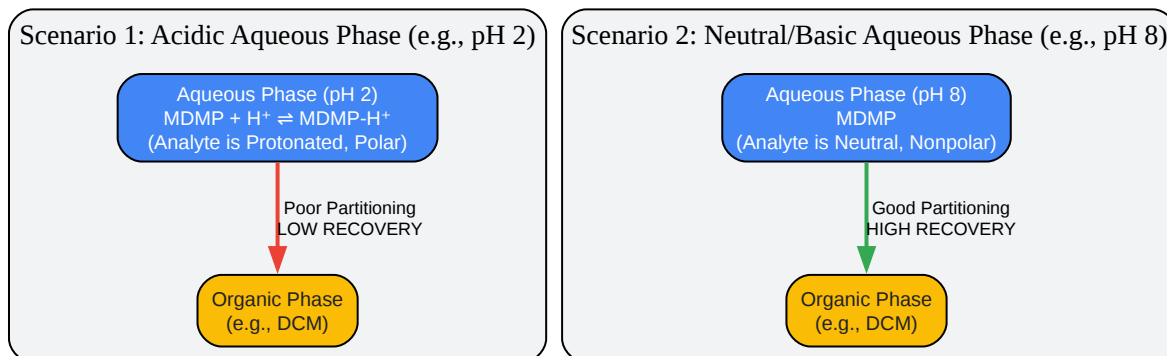 Scenario 1: Acidic Aqueous Phase (e.g., pH 2)
Aqueous Phase (pH 2)
MDMP + H⁺ ⇌ MDMP-H⁺
(Analyte is Protonated, Polar)
Poor Partitioning
LOW RECOVERY
Organic Phase
(e.g., DCM)
Scenario 2: Neutral/Basic Aqueous Phase (e.g., pH 8)
Aqueous Phase (pH 8)
MDMP
(Analyte is Neutral, Nonpolar)
Good Partitioning
HIGH RECOVERY
Organic Phase
(e.g., DCM)